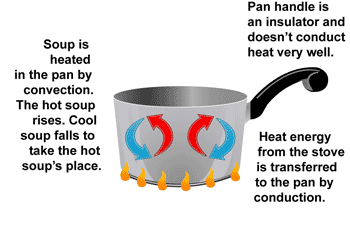 Pan handle is
an insulator and
doesn't conduct
heat very well.
Soup is
heated
in the pan by
convection.
The hot soup
rises. Cool
soup falls to
take the hot
soup's place.
Heat energy
from the stove
is transferred
to the pan by
conduction.